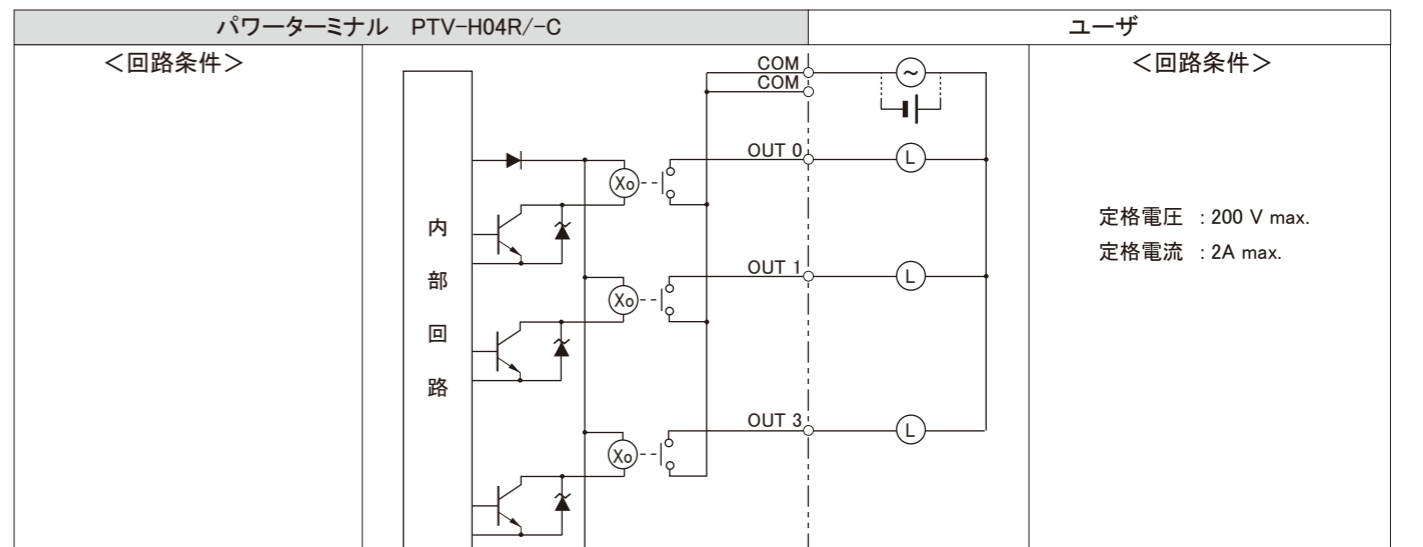 パワーターミナル PTV-H04R/-C
ユーザ
＜回路条件＞
＜回路条件＞
COM
COM
~
OUT 0
L
Xo
定格電圧 : 200 V max.
定格電流 : 2A max.
内部回路
OUT 1
L
Xo
OUT 3
L
Xo